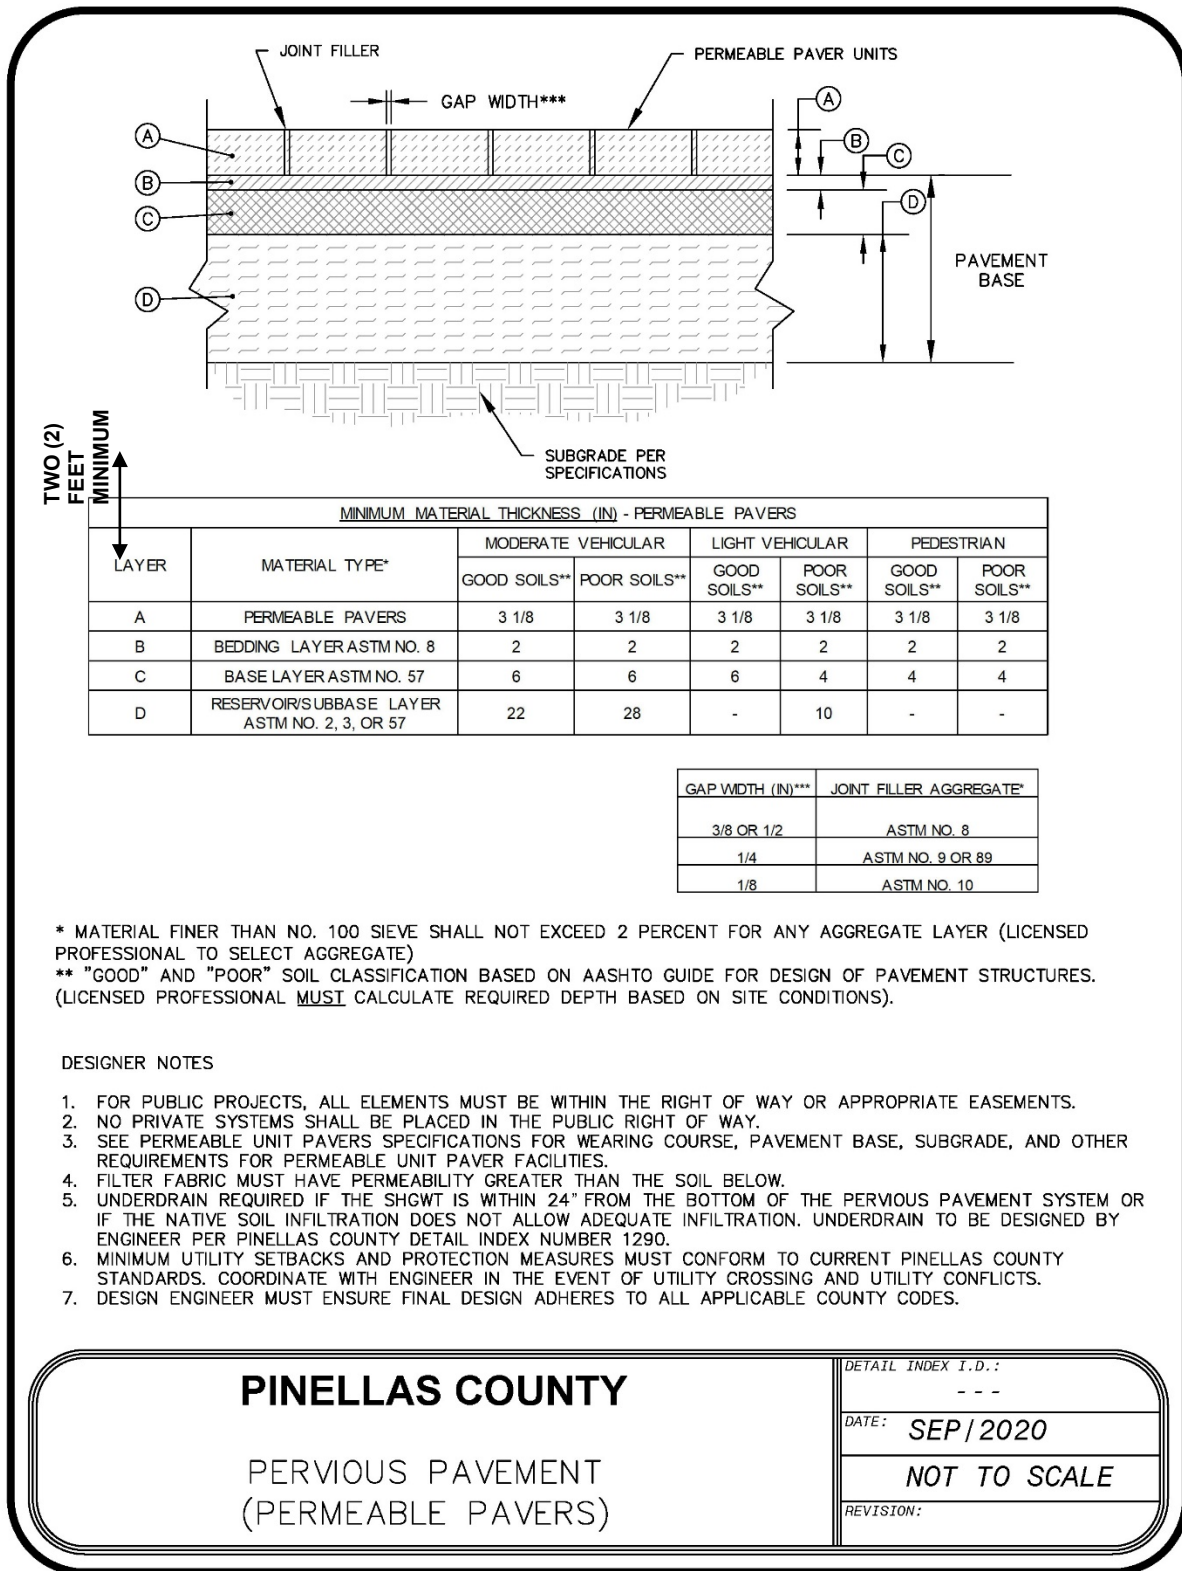 JOINT FILLER
PERMEABLE PAVER UNITS
GAP WIDTH***
A
B
C
D
A
B
C
D
PAVEMENT
BASE
SUBGRADE PER
SPECIFICATIONS
TWO (2)
FEET
MINIMUM
MINIMUM MATERIAL THICKNESS (IN) - PERMEABLE PAVERS
LAYER MATERIAL TYPE* MODERATE VEHICULAR LIGHT VEHICULAR PEDESTRIAN
GOOD SOILS** POOR SOILS** GOOD SOILS** POOR SOILS** GOOD SOILS** POOR SOILS**
A PERMEABLE PAVERS 3 1/8 3 1/8 3 1/8 3 1/8 3 1/8 3 1/8
B BEDDING LAYER ASTM NO. 8 2 2 2 2 2 2
C BASE LAYER ASTM NO. 57 6 6 6 4 4 4
D RESERVOIR/SUBBASE LAYER ASTM NO. 2, 3, OR 57 22 28 - 10 - -
GAP WIDTH (IN)*** JOINT FILLER AGGREGATE*
3/8 OR 1/2 ASTM NO. 8
1/4 ASTM NO. 9 OR 89
1/8 ASTM NO. 10
* MATERIAL FINER THAN NO. 100 SIEVE SHALL NOT EXCEED 2 PERCENT FOR ANY AGGREGATE LAYER (LICENSED
PROFESSIONAL TO SELECT AGGREGATE)
** "GOOD" AND "POOR" SOIL CLASSIFICATION BASED ON AASHTO GUIDE FOR DESIGN OF PAVEMENT STRUCTURES.
(LICENSED PROFESSIONAL MUST CALCULATE REQUIRED DEPTH BASED ON SITE CONDITIONS).
DESIGNER NOTES
1. FOR PUBLIC PROJECTS, ALL ELEMENTS MUST BE WITHIN THE RIGHT OF WAY OR APPROPRIATE EASEMENTS.
2. NO PRIVATE SYSTEMS SHALL BE PLACED IN THE PUBLIC RIGHT OF WAY.
3. SEE PERMEABLE UNIT PAVERS SPECIFICATIONS FOR WEARING COURSE, PAVEMENT BASE, SUBGRADE, AND OTHER
REQUIREMENTS FOR PERMEABLE UNIT PAVER FACILITIES.
4. FILTER FABRIC MUST HAVE PERMEABILITY GREATER THAN THE SOIL BELOW.
5. UNDERDRAIN REQUIRED IF THE SHGWT IS WITHIN 24" FROM THE BOTTOM OF THE PERVIOUS PAVEMENT SYSTEM OR
IF THE NATIVE SOIL INFILTRATION DOES NOT ALLOW ADEQUATE INFILTRATION. UNDERDRAIN TO BE DESIGNED BY
ENGINEER PER PINELLAS COUNTY DETAIL INDEX NUMBER 1290.
6. MINIMUM UTILITY SETBACKS AND PROTECTION MEASURES MUST CONFORM TO CURRENT PINELLAS COUNTY
STANDARDS. COORDINATE WITH ENGINEER IN THE EVENT OF UTILITY CROSSING AND UTILITY CONFLICTS.
7. DESIGN ENGINEER MUST ENSURE FINAL DESIGN ADHERES TO ALL APPLICABLE COUNTY CODES.
PINELLAS COUNTY
PERVIOUS PAVEMENT
(PERMEABLE PAVERS)
DETAIL INDEX I.D.:
- - -
DATE: SEP/2020
NOT TO SCALE
REVISION: